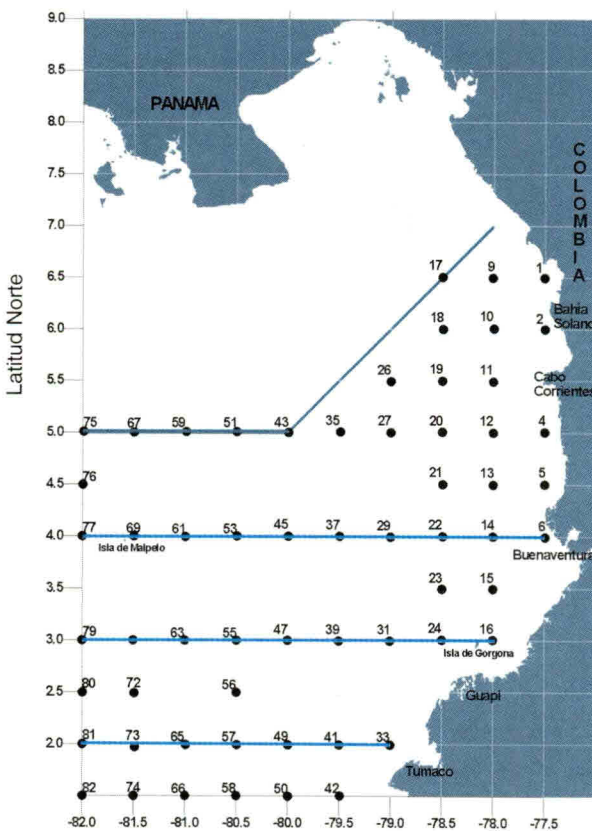 9.0
8.5
PANAMA
8.0
COLOMBIA
7.5
7.0
Latitud Norte
6.5
17 9 1
Bahia
Solano
6.0
18 10 2
5.5
26 19 11
Cabo
Corrientes
5.0
75 67 59 51 43 35 27 20 12 4
4.5
76 21 13 5
4.0
77 69 61 53 45 37 29 22 14 6
Isla de Malpelo
Buenaventura
3.5
23 15
3.0
79 63 55 47 39 31 24 16
Isla de Gorgona
2.5
80 72 56
Guapi
2.0
81 73 65 57 49 41 33
Tumaco
82 74 66 58 50 42
-82.0 -81.5 -81.0 -80.5 -80.0 -79.5 -79.0 -78.5 -78.0 -77.5